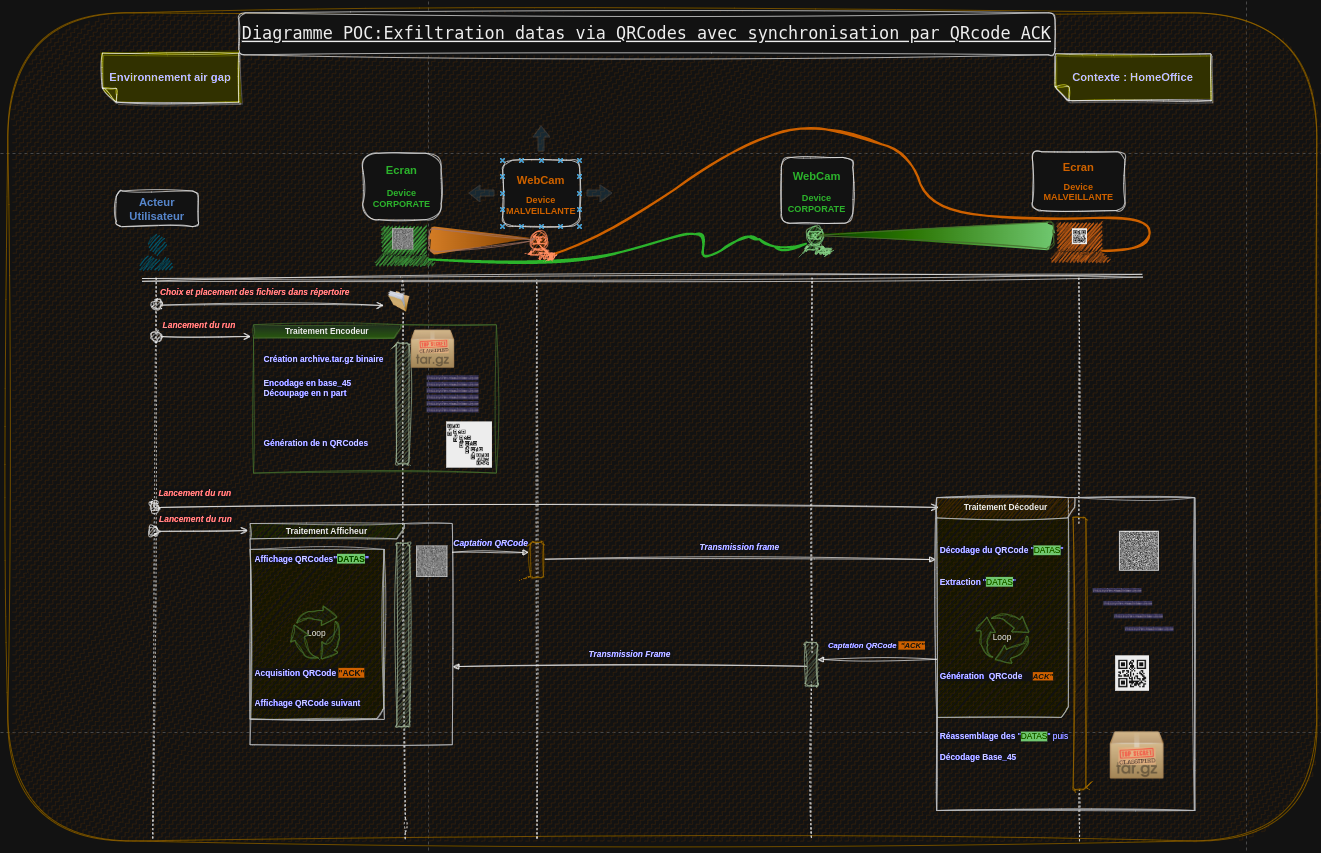 Diagramme POC:Exfiltration datas via QRCodes avec synchronisation par QRcode ACK
Environnement air gap
Contexte : HomeOffice
Acteur
Utilisateur
Ecran
Device
CORPORATE
WebCam
Device
MALVEILLANTE
WebCam
Device
CORPORATE
Ecran
Device
MALVEILLANTE
Choix et placement des fichiers dans répertoire
Lancement du run
Traitement Encodeur
Création archive.tar.gz binaire
Encodage en base_45
Découpage en n part
Génération de n QRCodes
TOP SECRET
CLASSIFIED
tar.gz
Lancement du run
Lancement du run
Traitement Afficheur
Affichage QRCodes"DATAS"
Loop
Acquisition QRCode "ACK"
Affichage QRCode suivant
Captation QRCode
Transmission frame
Captation QRCode "ACK"
Transmission Frame
Traitement Décodeur
Décodage du QRCode "DATAS"
Extraction "DATAS"
Loop
Génération QRCode ACK"
Réassemblage des "DATAS" puis
Décodage Base_45
TOP SECRET
CLASSIFIED
tar.gz